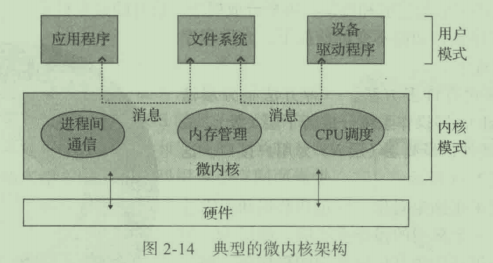 应用程序
文件系统
设备
驱动程序
用户
模式
消息
消息
进程间
通信
内存管理
CPU调度
内核
模式
微内核
硬件
图 2-14 典型的微内核架构